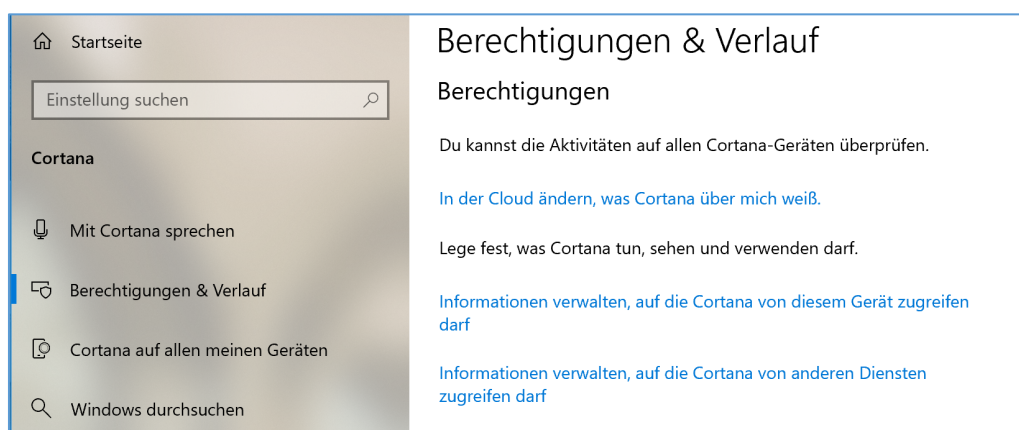 Startseite
Einstellung suchen
Cortana
Mit Cortana sprechen
Berechtigungen & Verlauf
Cortana auf allen meinen Geräten
Windows durchsuchen
Berechtigungen & Verlauf
Berechtigungen
Du kannst die Aktivitäten auf allen Cortana-Geräten überprüfen.
In der Cloud ändern, was Cortana über mich weiß.
Lege fest, was Cortana tun, sehen und verwenden darf.
Informationen verwalten, auf die Cortana von diesem Gerät zugreifen
darf
Informationen verwalten, auf die Cortana von anderen Diensten
zugreifen darf